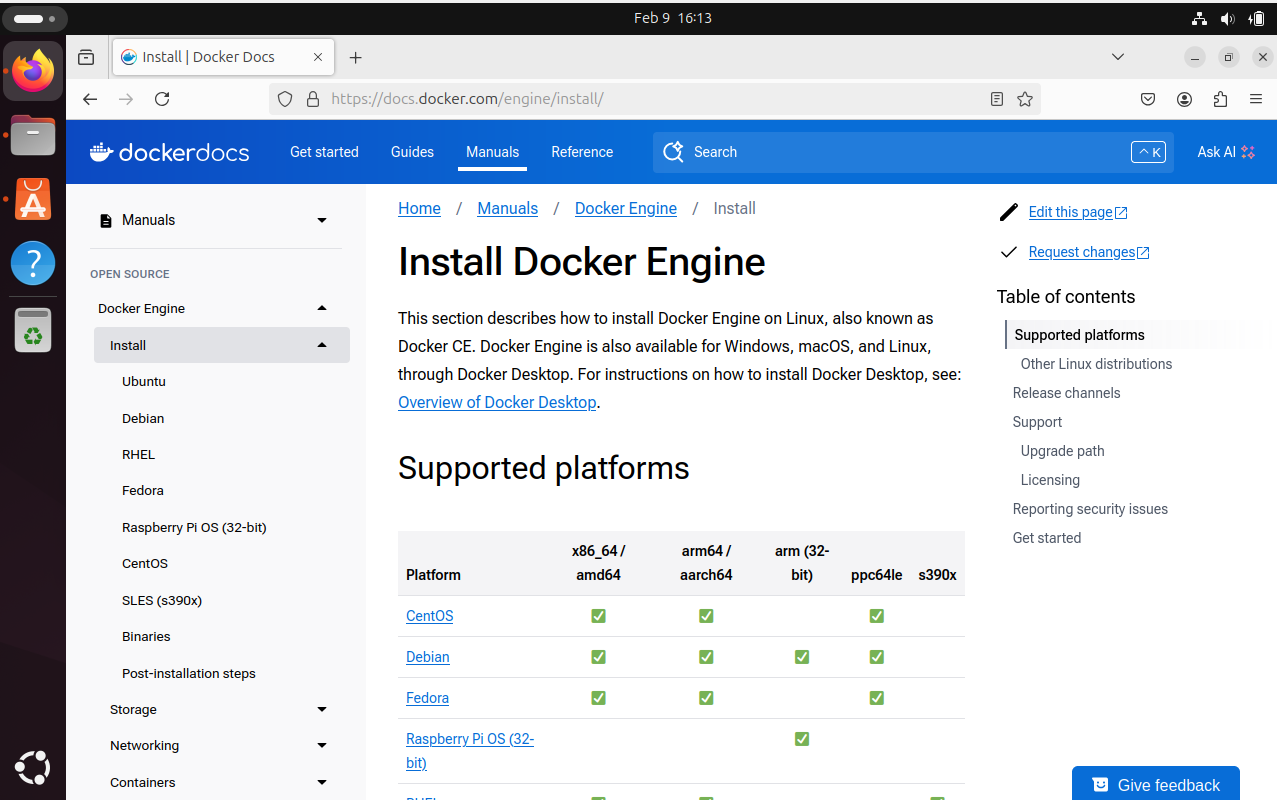 Feb 9 16:13
Install | Docker Docs
https://docs.docker.com/engine/install/
dockerdocs
Get started
Guides
Manuals
Reference
Search
^ K
Ask AI
Manuals
OPEN SOURCE
Docker Engine
Install
Ubuntu
Debian
RHEL
Fedora
Raspberry Pi OS (32-bit)
CentOS
SLES (s390x)
Binaries
Post-installation steps
Storage
Networking
Containers
Home / Manuals / Docker Engine / Install
Install Docker Engine
This section describes how to install Docker Engine on Linux, also known as
Docker CE. Docker Engine is also available for Windows, macOS, and Linux,
through Docker Desktop. For instructions on how to install Docker Desktop, see:
Overview of Docker Desktop.
Supported platforms
Platform
x86_64 /
amd64
arm64 /
aarch64
arm (32-
bit)
ppc64le
s390x
CentOS ✅ ✅ ✅
Debian ✅ ✅ ✅ ✅
Fedora ✅ ✅ ✅
Raspberry Pi OS (32-
bit)
✅
Edit this page
Request changes
Table of contents
Supported platforms
Other Linux distributions
Release channels
Support
Upgrade path
Licensing
Reporting security issues
Get started
Give feedback